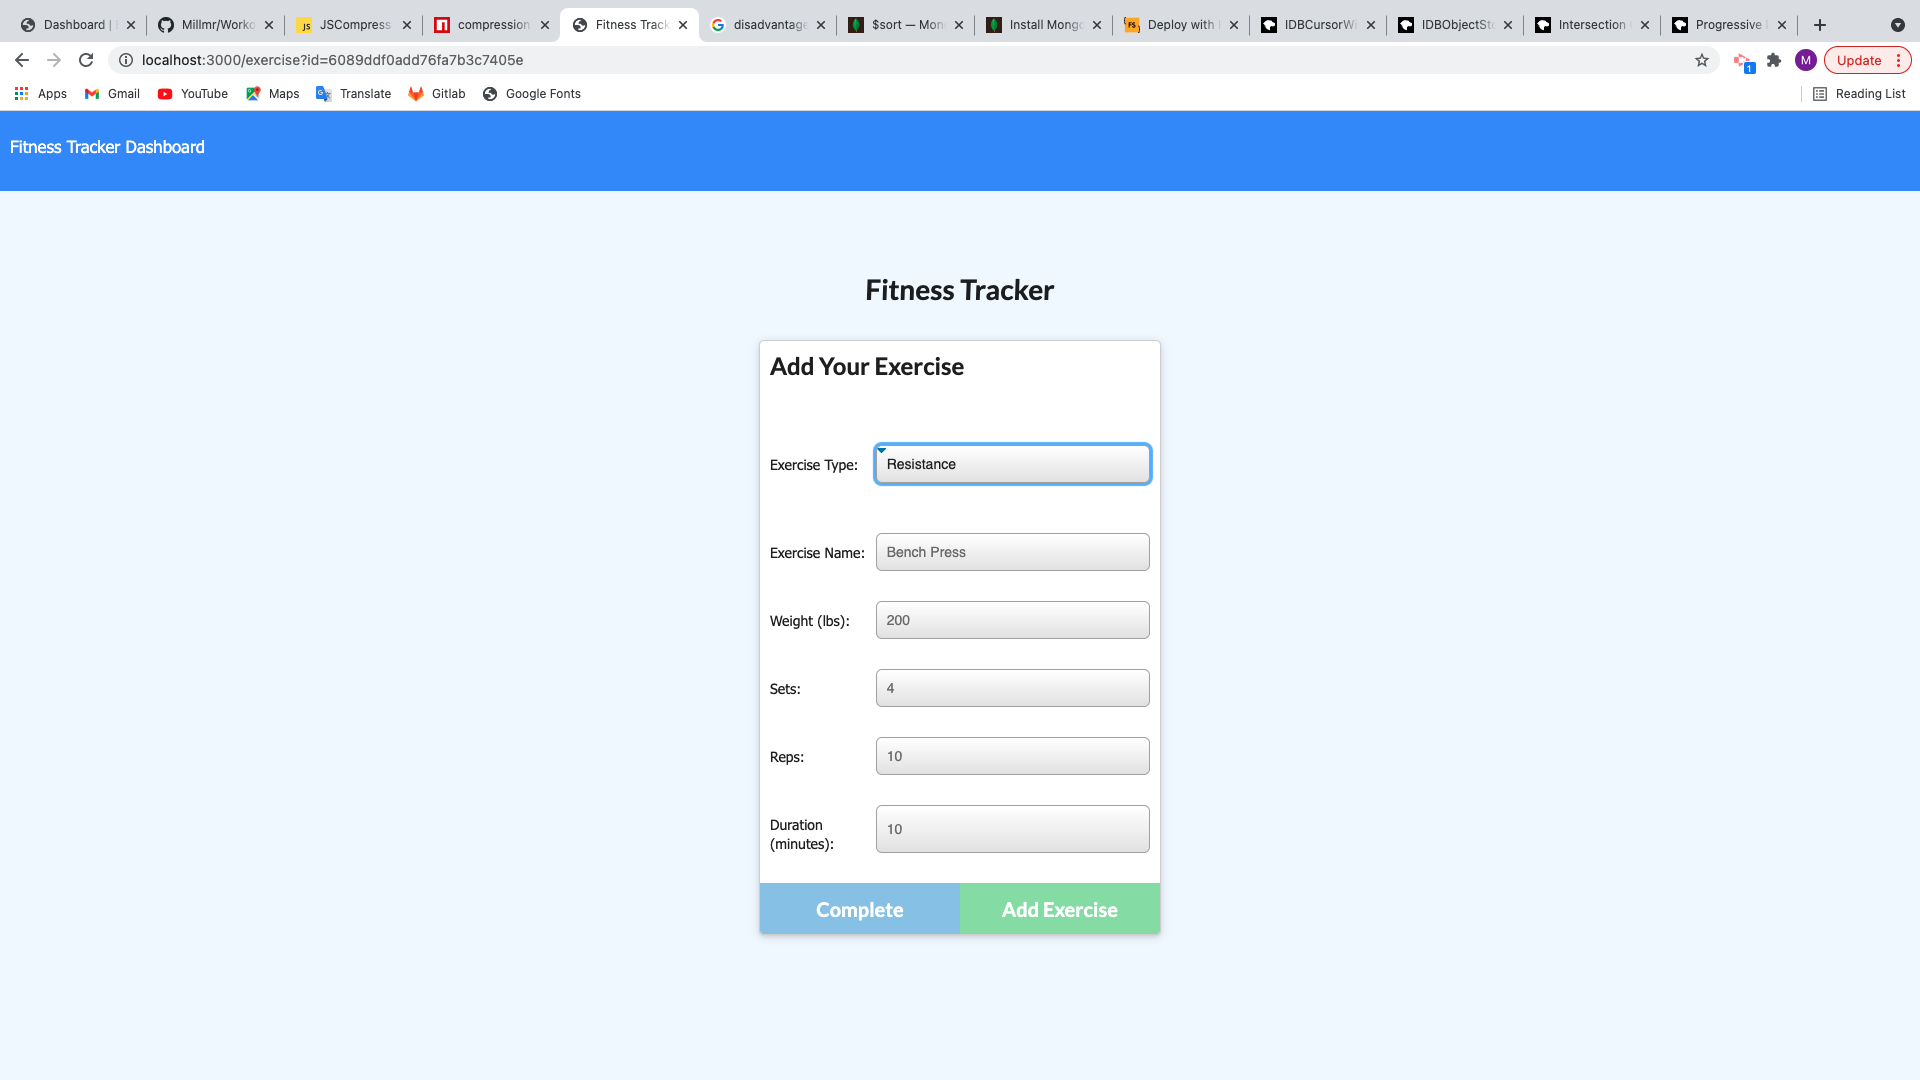 Dashboard |
Millmr/Worko
JSCompress
compression
Fitness Track
disadvantage
$sort — Mon
Install Mongo
Deploy with
IDBCursorWi
IDBObjectSto
Intersection
Progressive
localhost:3000/exercise?id=6089ddf0add76fa7b3c7405e
1
M
Update
Apps
Gmail
YouTube
Maps
Translate
Gitlab
Google Fonts
Reading List
Fitness Tracker Dashboard
Fitness Tracker
Add Your Exercise
Exercise Type:
Resistance
Exercise Name:
Bench Press
Weight (lbs):
200
Sets:
4
Reps:
10
Duration
(minutes):
10
Complete
Add Exercise